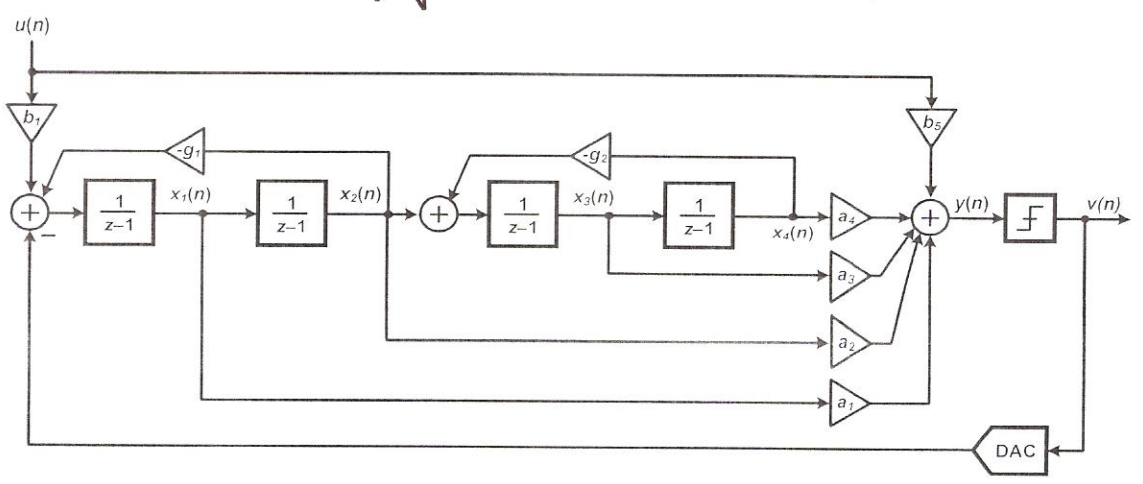 u(n)
b₁
b₅
-g₁
-g₂
x₁(n)
x₂(n)
x₃(n)
y(n)
v(n)
+
1
z–1
1
z–1
+
1
z–1
1
z–1
a₄
+
–
x₄(n)
a₃
a₂
a₁
DAC